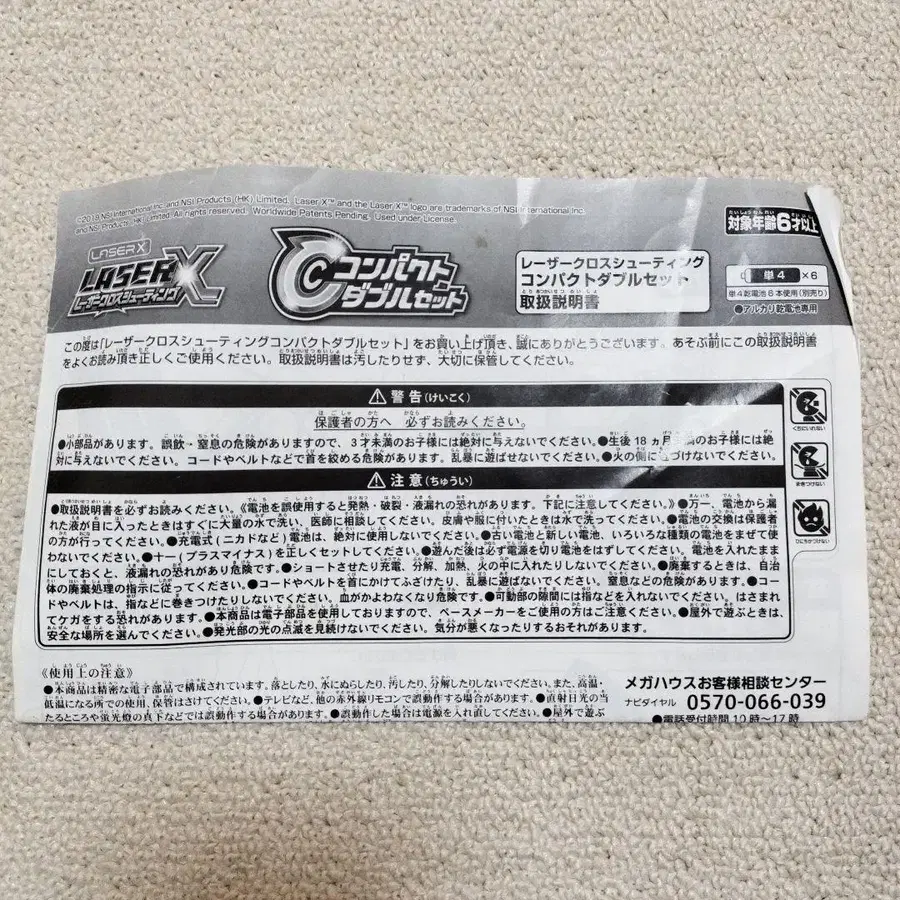 ©2018 NSI International Inc. and NSI Products (HK) Limited. Laser X™ and the Laser X™ logo are trademarks of NSI International Inc.
Products, (HK) Limited. All rights reserved. Worldwide Patents Pending. Used under License.
対象年齢6才以上
LASER X
LASER X
レーザークロスシューティング
コンパクト
ダブルセット
レーザークロスシューティング
コンパクトダブルセット
取扱説明書
単4 ×6
単4乾電池6本使用(別売り)
●アルカリ乾電池専用
この度は「レーザークロスシューティングコンパクトダブルセット」をお買い上げ頂き、誠にありがとうございます。あそぶ前にこの取扱説明書
をよくお読み頂き正しくご使用ください。取扱説明書は汚したりせず、大切に保管してください。
警告(けいこく)
保護者の方へ 必ずお読みください。
●小部品があります。誤飲・窒息の危険がありますので、3才未満のお子様には絶対に与えないでください。●生後18ヵ月未満のお子様には絶
対に与えないでください。コードやベルトなどで首を絞める危険があります。乱暴に遊ばせないでください。●火の側に近づけないでください。
注意(ちゅうい)
●取扱説明書を必ずお読みください。《電池を誤使用すると発熱・破裂・液漏れの恐れがあります。下記に注意してください。》●万一、電池から漏
れた液が目に入ったときはすぐに大量の水で洗い、医師に相談してください。皮膚や服に付いたときは水で洗ってください。●電池の交換は保護者
の方が行ってください。●充電式(ニカドなど)電池は、絶対に使用しないでください。●古い電池と新しい電池、いろいろな種類の電池をまぜて使
わないでください。●+−(プラスマイナス)を正しくセットしてください。●遊んだ後は必ず電源を切り電池をはずしてください。電池を入れたまま
にしておくと、液漏れの恐れがあり危険です。●ショートさせたり充電、分解、加熱、火の中に入れたりしないでください。●廃棄するときは、自治
体の廃棄処理の指示に従ってください。●コードやベルトを首にかけてふざけたり、乱暴に遊ばないでください。窒息などの危険があります。●コー
ドやベルトは、指などに巻きつけたりしないでください。血がかよわなくなり危険です。●可動部の隙間には指などを入れないでください。はさまれ
てケガをする恐れがあります。●本商品は電子部品を使用しておりますので、ペースメーカーをご使用の方はご注意ください。●屋外で遊ぶときは、
安全な場所を選んでください。●発光部の光の点滅を見続けないでください。気分が悪くなったりするおそれがあります。
くちにいれない
まきつけない
ひにちかづけない
《使用上の注意》
●本商品は精密な電子部品で構成されています。落としたり、水にぬらしたり、汚したり、分解したりしないでください。また、高温・
低温になる所での使用、保管はさけてください。●テレビなど、他の赤外線リモコンで誤動作する場合があります。●直射日光の当
たるところや蛍光燈の真下などでは誤動作する場合があります。●誤動作した場合は電源を入れ直してください。●屋外で遊ぶ
メガハウスお客様相談センター
ナビダイヤル 0570-066-039
●電話受付時間10時〜17時